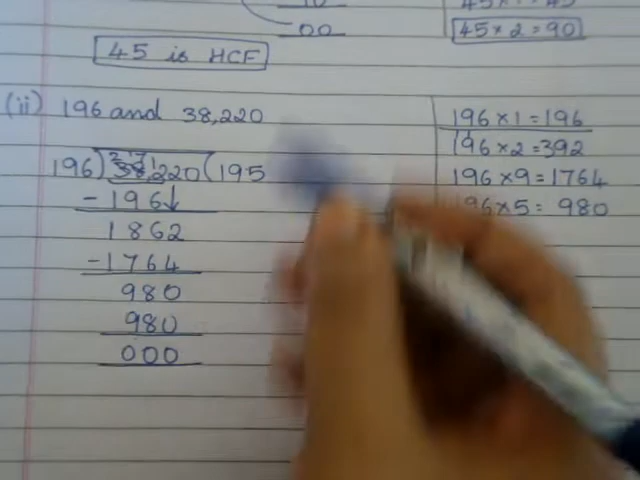 00
45 × 2 = 90
45 is HCF
(ii) 196 and 38,220
196 × 1 = 196
196 × 2 = 392
196 × 9 = 1764
196 × 5 = 980
196) 38220 (195
- 196↓
1862
- 1764
980
980
000